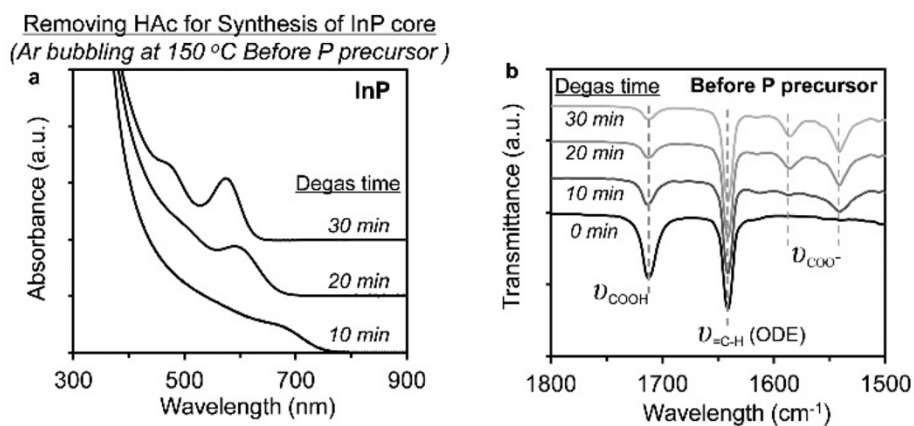 Removing HAc for Synthesis of InP core
(Ar bubbling at 150 °C Before P precursor )
a
InP
Degas time
30 min
20 min
10 min
Absorbance (a.u.)
300 500 700 900
Wavelength (nm)
b
Degas time Before P precursor
30 min
20 min
10 min
0 min
υCOOH
υ=C-H (ODE)
υCOO-
Transmittance (a.u.)
1800 1700 1600 1500
Wavelength (cm-1)